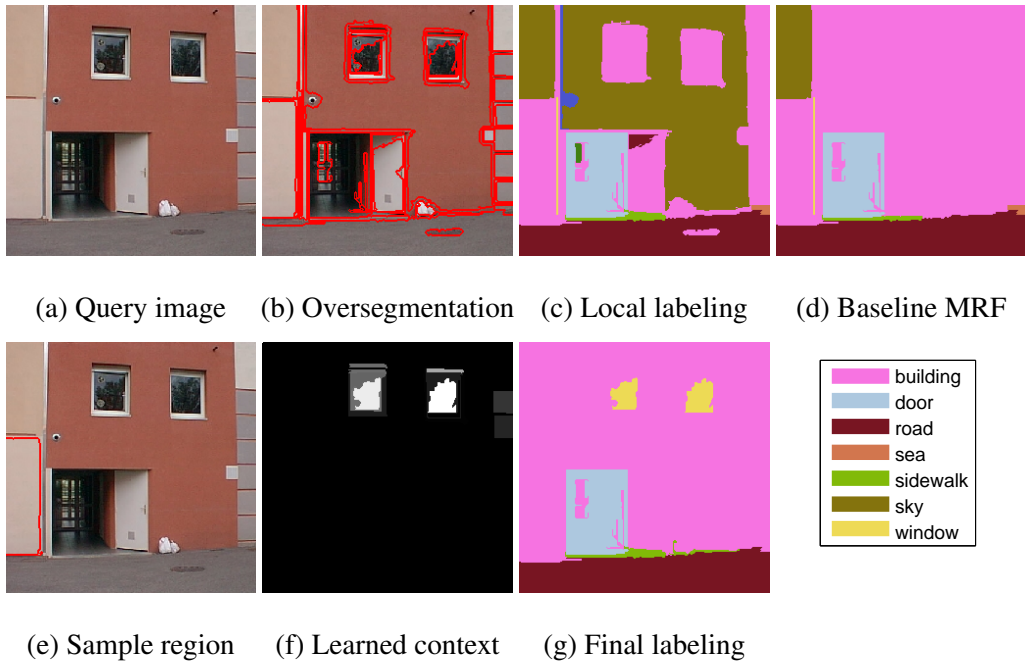 (a) Query image (b) Oversegmentation (c) Local labeling (d) Baseline MRF
building
door
road
sea
sidewalk
sky
window
(e) Sample region (f) Learned context (g) Final labeling